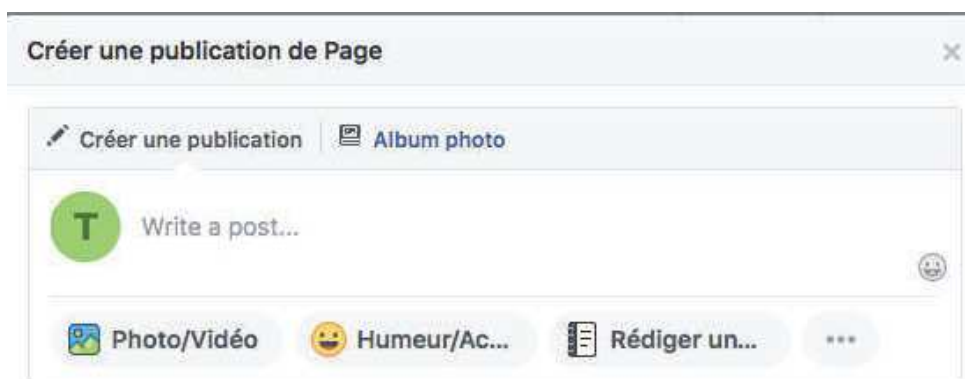 Créer une publication de Page ×
Créer une publication Album photo
T Write a post...
Photo/Vidéo Humeur/Ac... Rédiger un... ...